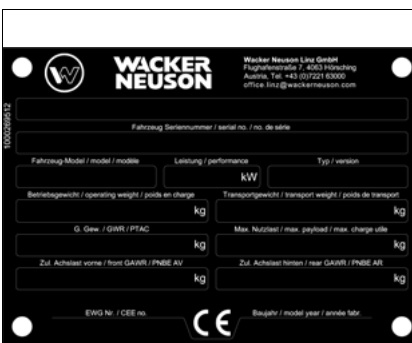 WACKER
NEUSON
Wacker Neuson Linz GmbH
Flughafenstraße 7, 4063 Hörsching
Austria, Tel. +43 (0)7221 63000
office.linz@wackerneuson.com
1000269512
Fahrzeug Seriennummer / serial no. / no. de série
Fahrzeug-Model / model / modèle
Leistung / performance
Typ / version
kW
Betriebsgewicht / operating weight / poids en charge
Transportgewicht / transport weight / poids de transport
kg
kg
G. Gew. / GWR / PTAC
Max. Nutzlast / max. payload / max. charge utile
kg
kg
Zul. Achslast vorne / front GAWR / PNBE AV
Zul. Achslast hinten / rear GAWR / PNBE AR
kg
kg
EWG Nr. / CEE no.
CE
Baujahr / model year / année fabr.